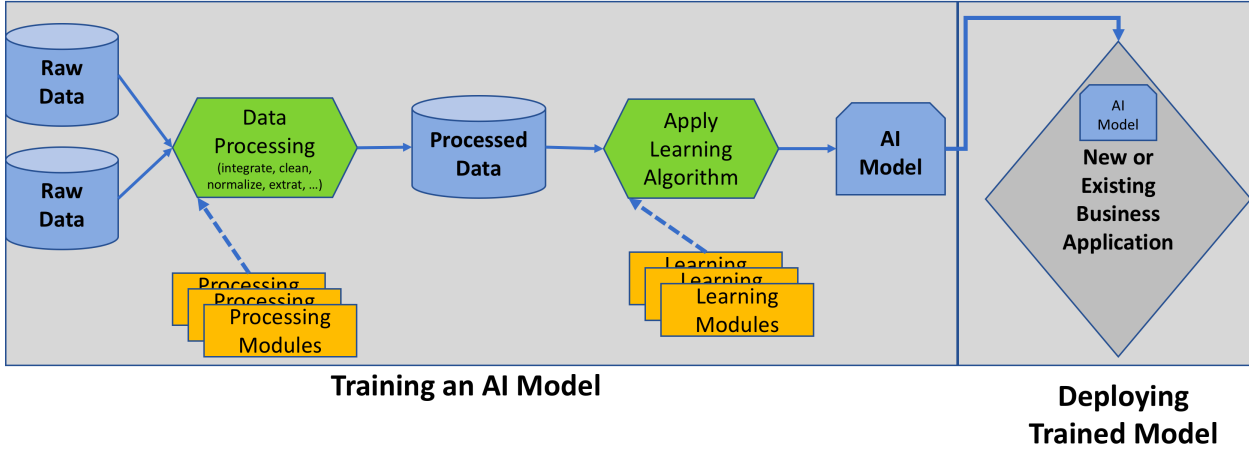 Raw
Data
Raw
Data
Data
Processing
(integrate, clean,
normalize, extrat, ...)
Processing
Processing
Processing
Modules
Processed
Data
Apply
Learning
Algorithm
Learning
Learning
Learning
Modules
AI
Model
AI
Model
New or
Existing
Business
Application
Training an AI Model
Deploying
Trained Model